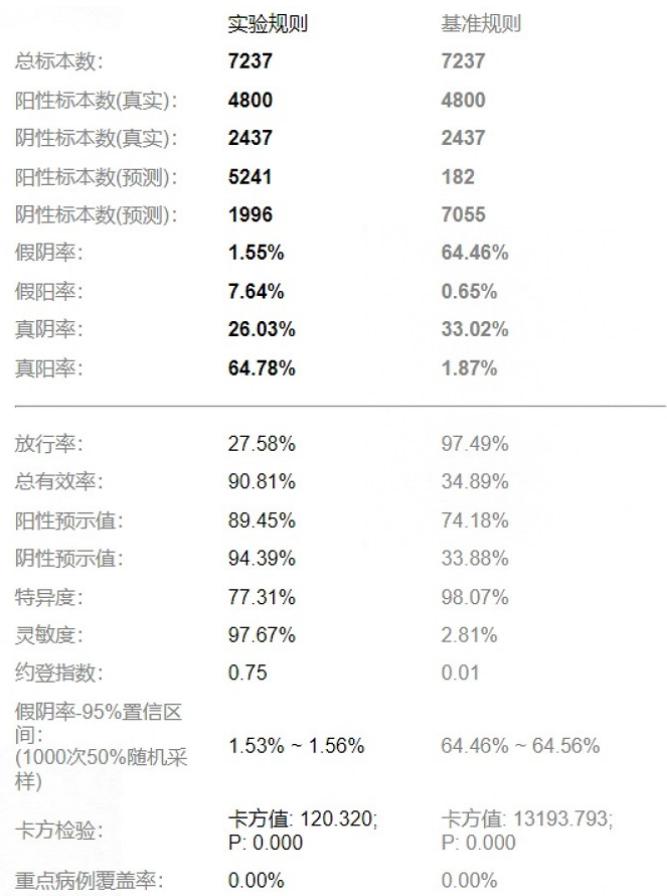 实验规则 基准规则
总标本数: 7237 7237
阳性标本数(真实): 4800 4800
阴性标本数(真实): 2437 2437
阳性标本数(预测): 5241 182
阴性标本数(预测): 1996 7055
假阴率: 1.55% 64.46%
假阳率: 7.64% 0.65%
真阴率: 26.03% 33.02%
真阳率: 64.78% 1.87%
放行率: 27.58% 97.49%
总有效率: 90.81% 34.89%
阳性预示值: 89.45% 74.18%
阴性预示值: 94.39% 33.88%
特异度: 77.31% 98.07%
灵敏度: 97.67% 2.81%
约登指数: 0.75 0.01
假阴率-95%置信区
间:
(1000次50%随机采
样)
1.53% ~ 1.56% 64.46% ~ 64.56%
卡方检验:
卡方值: 120.320;
P: 0.000
卡方值: 13193.793;
P: 0.000
重点病例覆盖率: 0.00% 0.00%